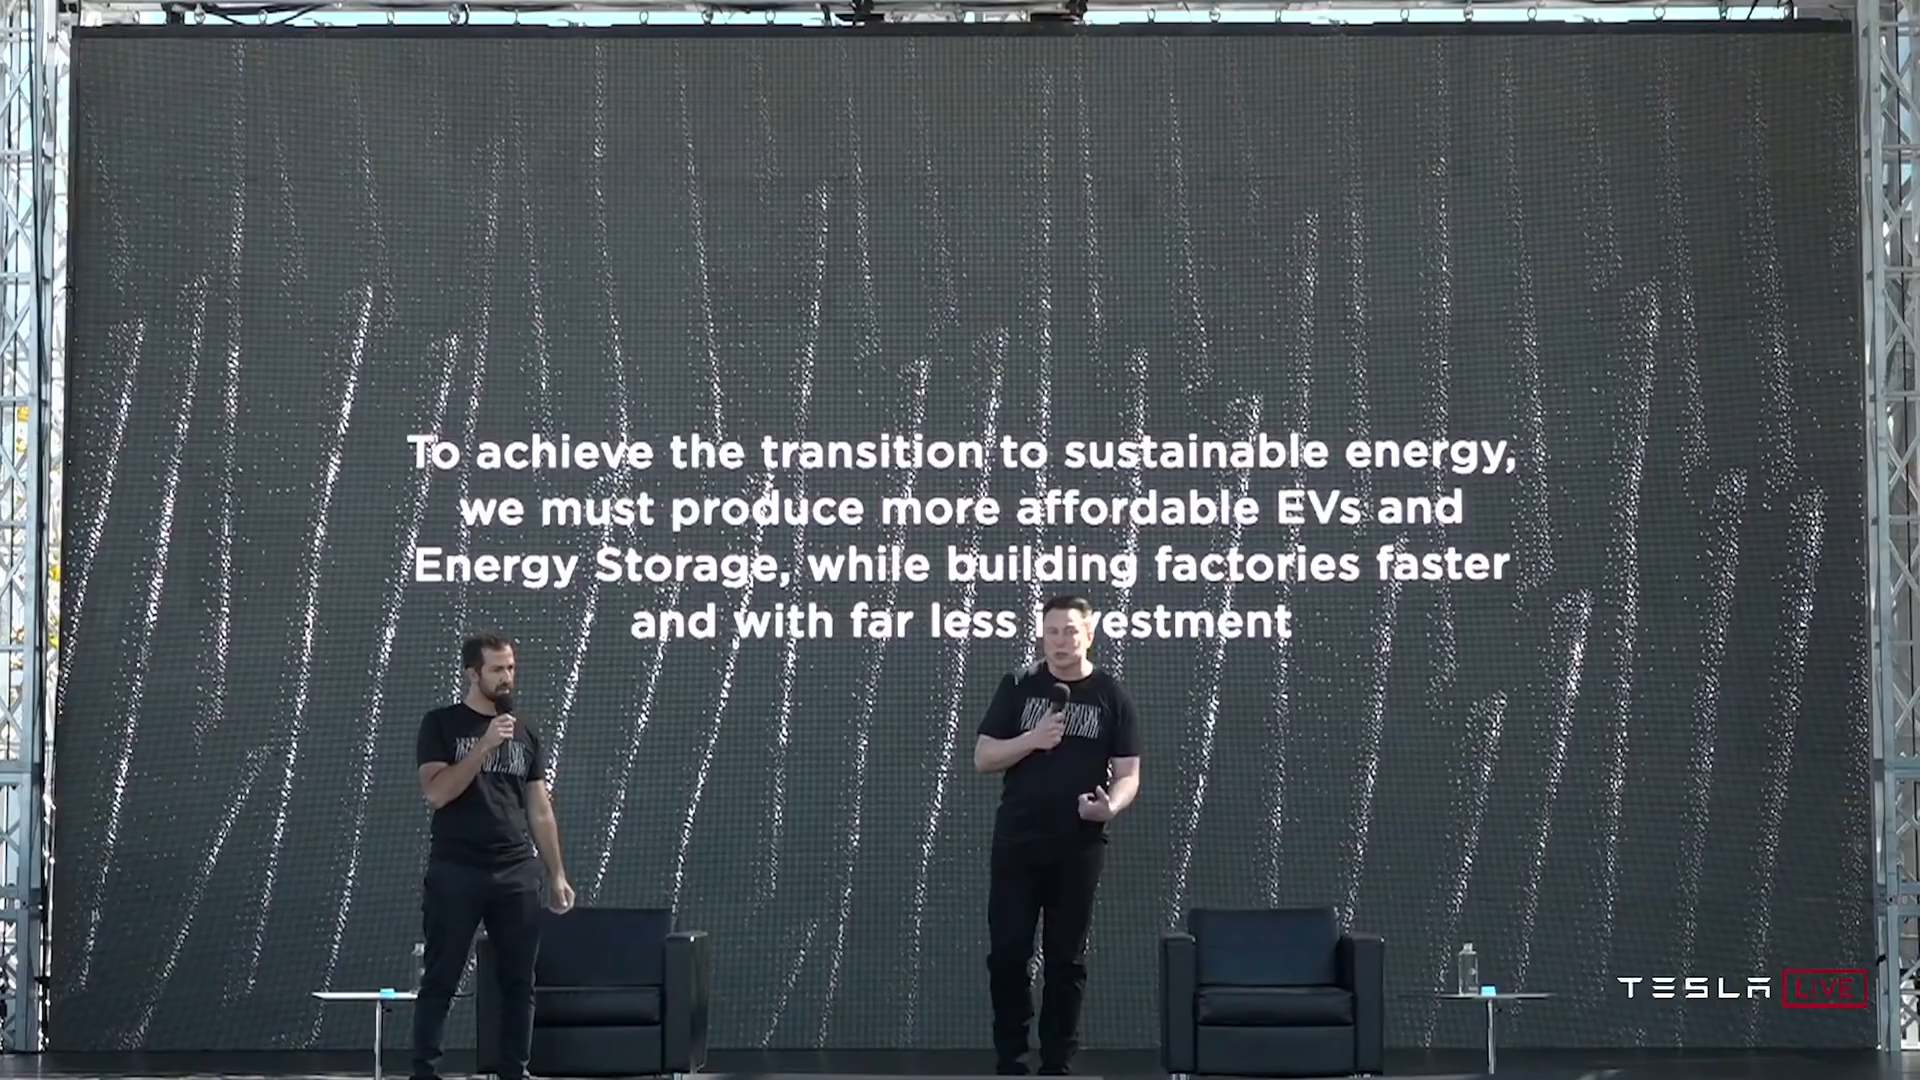 To achieve the transition to sustainable energy,
we must produce more affordable EVs and
Energy Storage, while building factories faster
and with far less investment
TESLA LIVE